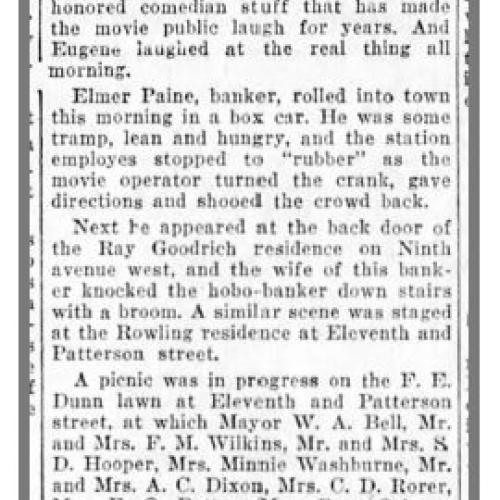 honored comedian stuff that has made
the movie public laugh for years. And
Eugene laughed at the real thing all
morning.
Elmer Paine, banker, rolled into town
this morning in a box car. He was some
tramp, lean and hungry, and the station
employes stopped to "rubber" as the
movie operator turned the crank, gave
directions and shooed the crowd back.
Next he appeared at the back door of
the Ray Goodrich residence on Ninth
avenue west, and the wife of this bank-
er knocked the hobo-banker down stairs
with a broom. A similar scene was staged
at the Rowling residence at Eleventh and
Patterson street.
A picnic was in progress on the F. E.
Dunn lawn at Eleventh and Patterson
street, at which Mayor W. A. Bell, Mr.
and Mrs. F. M. Wilkins, Mr. and Mrs. S.
D. Hooper, Mrs. Minnie Washburne, Mr.
and Mrs. A. C. Dixon, Mrs. C. D. Rorer,